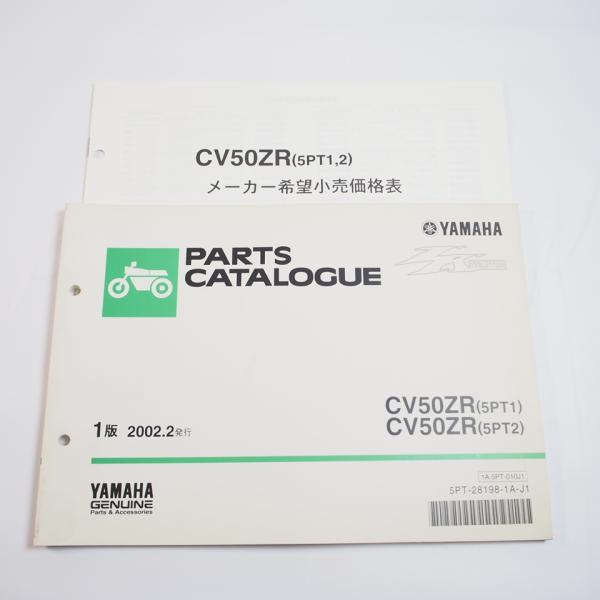 CV50ZR(5PT1,2)
メーカー希望小売価格表
YAMAHA
PARTS
CATALOGUE
CV50ZR(5PT1)
CV50ZR(5PT2)
1版 2002.2発行
1A 5PT-010J1
5PT-28198-1A-J1
YAMAHA
GENUINE
Parts & Accessories